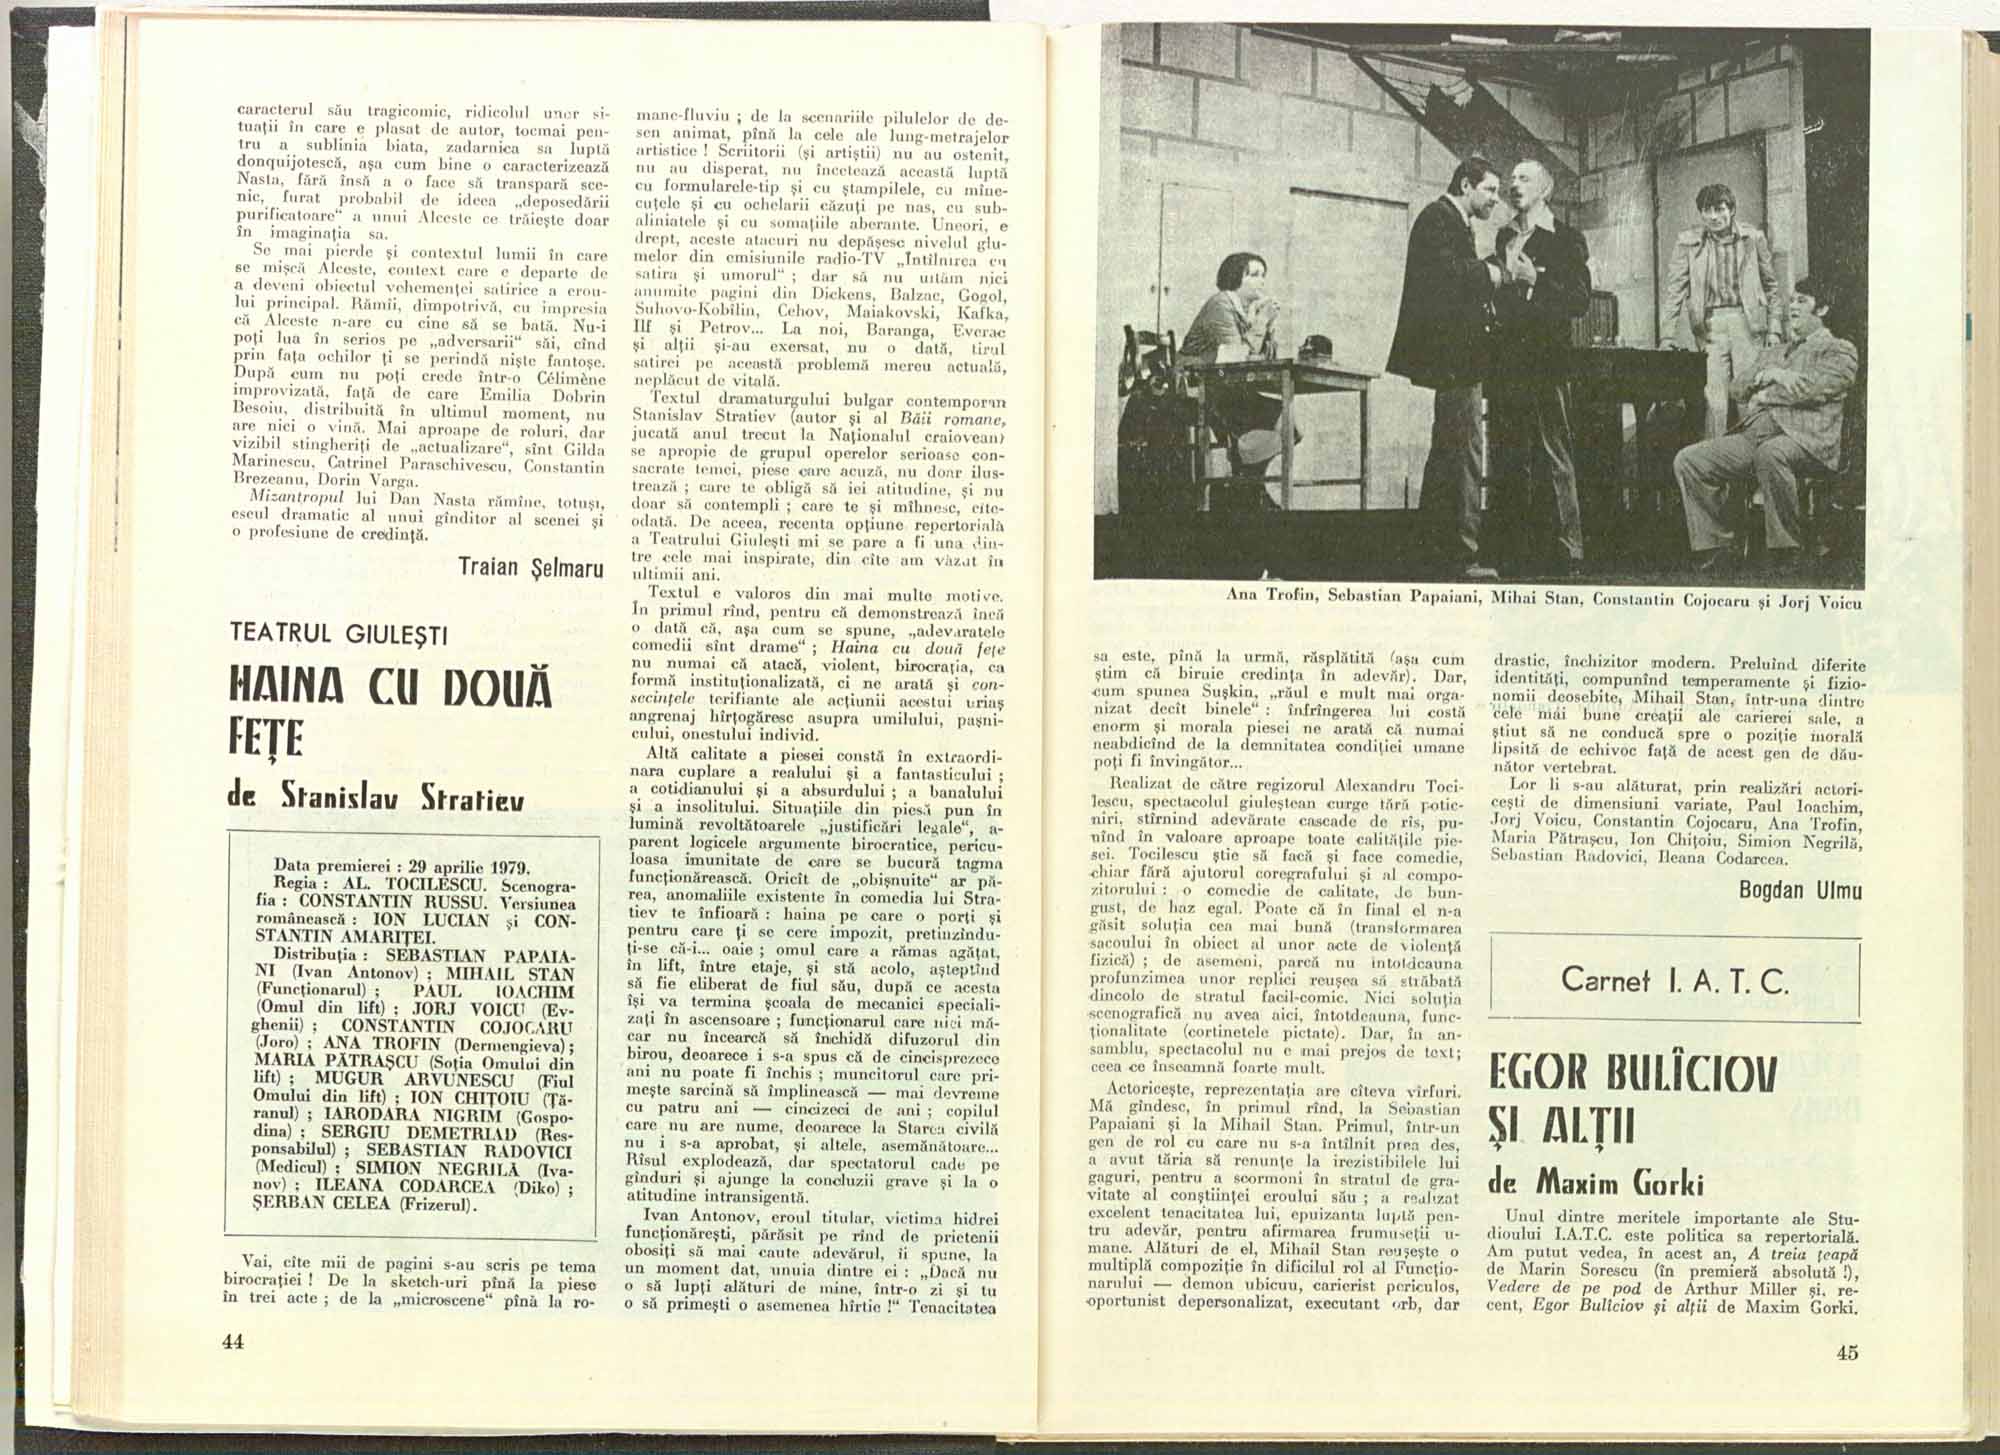 caracterul său tragicomic, ridicolul unor si-
tuații în care e plasat de autor, tocmai pen-
tru a sublinia biata, zadarnica sa luptă
donquijotescă, așa cum bine o caracterizează
Nasta, fără însă a o face să transpară sce-
nic, furat probabil de ideea „deposedării
purificatoare“ a unui Alceste ce trăiește doar
în imaginația sa.
Se mai pierde și contextul lumii în care
se mișcă Alceste, context care e departe de
a deveni obiectul vehemenței satirice a erou-
lui principal. Rămîi, dimpotrivă, cu impresia
că Alceste n-are cu cine să se bată. Nu-i
poți lua în serios pe „adversarii“ săi, cînd
prin fața ochilor ți se perindă niște fantoșe.
După cum nu poți crede într-o Célimène
improvizată, față de care Emilia Dobrin
Besoiu, distribuită în ultimul moment, nu
are nici o vină. Mai aproape de roluri, dar
vizibil stingheriți de „actualizare“, sînt Gilda
Marinescu, Catrinel Paraschivescu, Constantin
Brezeanu, Dorin Varga.
Mizantropul lui Dan Nasta rămîne, totuși,
eseul dramatic al unui gînditor al scenei și
o profesiune de credință.
Traian Șelmaru
TEATRUL GIULEȘTI
HAINA CU DOUĂ
FEȚE
de Stanislav Stratiev
Data premierei : 29 aprilie 1979.
Regia : AL. TOCILESCU. Scenogra-
fia : CONSTANTIN RUSSU. Versiunea
românească : ION LUCIAN și CON-
STANTIN AMARIȚEI.
Distribuția : SEBASTIAN PAPAIA-
NI (Ivan Antonov) ; MIHAIL STAN
(Funcționarul) ; PAUL IOACHIM
(Omul din lift) ; JORJ VOICU (Ev-
ghenii) ; CONSTANTIN COJOCARU
(Joro) ; ANA TROFIN (Dermengieva) ;
MARIA PĂTRAȘCU (Soția Omului din
lift) ; MUGUR ARVUNESCU (Fiul
Omului din lift) ; ION CHIȚOIU (Ță-
ranul) ; IARODARA NIGRIM (Gospo-
dina) ; SERGIU DEMETRIAD (Res-
ponsabilul) ; SEBASTIAN RADOVICI
(Medicul) ; SIMION NEGRILĂ (Iva-
nov) ; ILEANA CODARCEA (Diko) ;
ȘERBAN CELEA (Frizerul).
Vai, cîte mii de pagini s-au scris pe tema
birocrației ! De la sketch-uri pînă la piese
în trei acte ; de la „microscene“ pînă la ro-
44
mane-fluviu ; de la scenariile pilulelor de de-
sen animat, pînă la cele ale lung-metrajelor
artistice ! Scriitorii (și artiștii) nu au ostenit,
nu au disperat, nu încetează această luptă
cu formularele-tip și cu ștampilele, cu mîne-
cuțele și cu ochelarii căzuți pe nas, cu sub-
aliniatele și cu somațiile aberante. Uneori, e
drept, aceste atacuri nu depășesc nivelul glu-
melor din emisiunile radio-TV „Întîlnirea cu
satira și umorul“ ; dar să nu uităm nici
anumite pagini din Dickens, Balzac, Gogol,
Suhovo-Kobîlin, Cehov, Maiakovski, Kafka,
Ilf și Petrov... La noi, Baranga, Everac
și alții și-au exersat, nu o dată, tirul
satirei pe această problemă mereu actuală,
neplăcut de vitală.
Textul dramaturgului bulgar contemporan
Stanislav Stratiev (autor și al Băii romane,
jucată anul trecut la Naționalul craiovean)
se apropie de grupul operelor serioase con-
sacrate temei, piese care acuză, nu doar ilus-
trează ; care te obligă să iei atitudine, și nu
doar să contempli ; care te și mîhnesc, cîte-
odată. De aceea, recenta opțiune repertorială
a Teatrului Giulești mi se pare a fi una din-
tre cele mai inspirate, din cîte am văzut în
ultimii ani.
Textul e valoros din mai multe motive.
În primul rînd, pentru că demonstrează încă
o dată că, așa cum se spune, „adevăratele
comedii sînt drame“ ; Haina cu două fețe
nu numai că atacă, violent, birocrația, ca
formă instituționalizată, ci ne arată și con-
secințele terifiante ale acțiunii acestui uriaș
angrenaj hîrțogăresc asupra umilului, pașni-
cului, onestului individ.
Altă calitate a piesei constă în extraordi-
nara cuplare a realului și a fantasticului ;
a cotidianului și a absurdului ; a banalului
și a insolitului. Situațiile din piesă pun în
lumină revoltătoarele „justificări legale“, a-
parent logicele argumente birocratice, pericu-
loasa imunitate de care se bucură tagma
funcționărească. Oricît de „obișnuite“ ar pă-
rea, anomaliile existente în comedia lui Stra-
tiev te înfioară : haina pe care o porți și
pentru care ți se cere impozit, pretinzîndu-
ți-se că-i... oaie ; omul care a rămas agățat,
în lift, între etaje, și stă acolo, așteptînd
să fie eliberat de fiul său, după ce acesta
își va termina școala de mecanici speciali-
zați în ascensoare ; funcționarul care nici mă-
car nu încearcă să închidă difuzorul din
birou, deoarece i s-a spus că de cincisprezece
ani nu poate fi închis ; muncitorul care pri-
mește sarcină să împlinească — mai devreme
cu patru ani — cincizeci de ani ; copilul
care nu are nume, deoarece la Starea civilă
nu i s-a aprobat, și altele, asemănătoare...
Rîsul explodează, dar spectatorul cade pe
gînduri și ajunge la concluzii grave și la o
atitudine intransigentă.
Ivan Antonov, eroul titular, victima hidrei
funcționărești, părăsit pe rînd de prietenii
obosiți să mai caute adevărul, îi spune, la
un moment dat, unuia dintre ei : „Dacă nu
o să lupți alături de mine, într-o zi și tu
o să primești o asemenea hîrtie !“ Tenacitatea
Ana Trofin, Sebastian Papaiani, Mihai Stan, Constantin Cojocaru și Jorj Voicu
sa este, pînă la urmă, răsplătită (așa cum
știm că biruie credința în adevăr). Dar,
cum spunea Sușkin, „răul e mult mai orga-
nizat decît binele“ : înfrîngerea lui costă
enorm și morala piesei ne arată că numai
neabdicînd de la demnitatea condiției umane
poți fi învingător...
Realizat de către regizorul Alexandru Toci-
lescu, spectacolul giuleștean curge fără potic-
niri, stîrnind adevărate cascade de rîs, pu-
nînd în valoare aproape toate calitățile pie-
sei. Tocilescu știe să facă și face comedie,
chiar fără ajutorul coregrafului și al compo-
zitorului : o comedie de calitate, de bun-
gust, de haz egal. Poate că în final el n-a
găsit soluția cea mai bună (transformarea
sacoului în obiect al unor acte de violență
fizică) ; de asemeni, parcă nu întotdeauna
profunzimea unor replici reușea să străbată
dincolo de stratul facil-comic. Nici soluția
scenografică nu avea aici, întotdeauna, func-
ționalitate (cortinetele pictate). Dar, în an-
samblu, spectacolul nu e mai prejos de text;
ceea ce înseamnă foarte mult.
Actoricește, reprezentația are cîteva vîrfuri.
Mă gîndesc, în primul rînd, la Sebastian
Papaiani și la Mihail Stan. Primul, într-un
gen de rol cu care nu s-a întîlnit prea des,
a avut tăria să renunțe la irezistibilele lui
gaguri, pentru a scormoni în stratul de gra-
vitate al conștiinței eroului său ; a realizat
excelent tenacitatea lui, epuizanta luptă pen-
tru adevăr, pentru afirmarea frumuseții u-
mane. Alături de el, Mihail Stan reușește o
multiplă compoziție în dificilul rol al Funcțio-
narului — demon ubicuu, carierist periculos,
oportunist depersonalizat, executant orb, dar
drastic, închizitor modern. Preluînd diferite
identități, compunînd temperamente și fizio-
nomii deosebite, Mihail Stan, într-una dintre
cele mai bune creații ale carierei sale, a
știut să ne conducă spre o poziție morală
lipsită de echivoc față de acest gen de dău-
nător vertebrat.
Lor li s-au alăturat, prin realizări actori-
cești de dimensiuni variate, Paul Ioachim,
Jorj Voicu, Constantin Cojocaru, Ana Trofin,
Maria Pătrașcu, Ion Chițoiu, Simion Negrilă,
Sebastian Radovici, Ileana Codarcea.
Bogdan Ulmu
Carnet I. A. T. C.
EGOR BULÎCIOV
ȘI ALȚII
de Maxim Gorki
Unul dintre meritele importante ale Stu-
dioului I.A.T.C. este politica sa repertorială.
Am putut vedea, în acest an, A treia țeapă
de Marin Sorescu (în premieră absolută !),
Vedere de pe pod de Arthur Miller și, re-
cent, Egor Bulîciov și alții de Maxim Gorki.
45